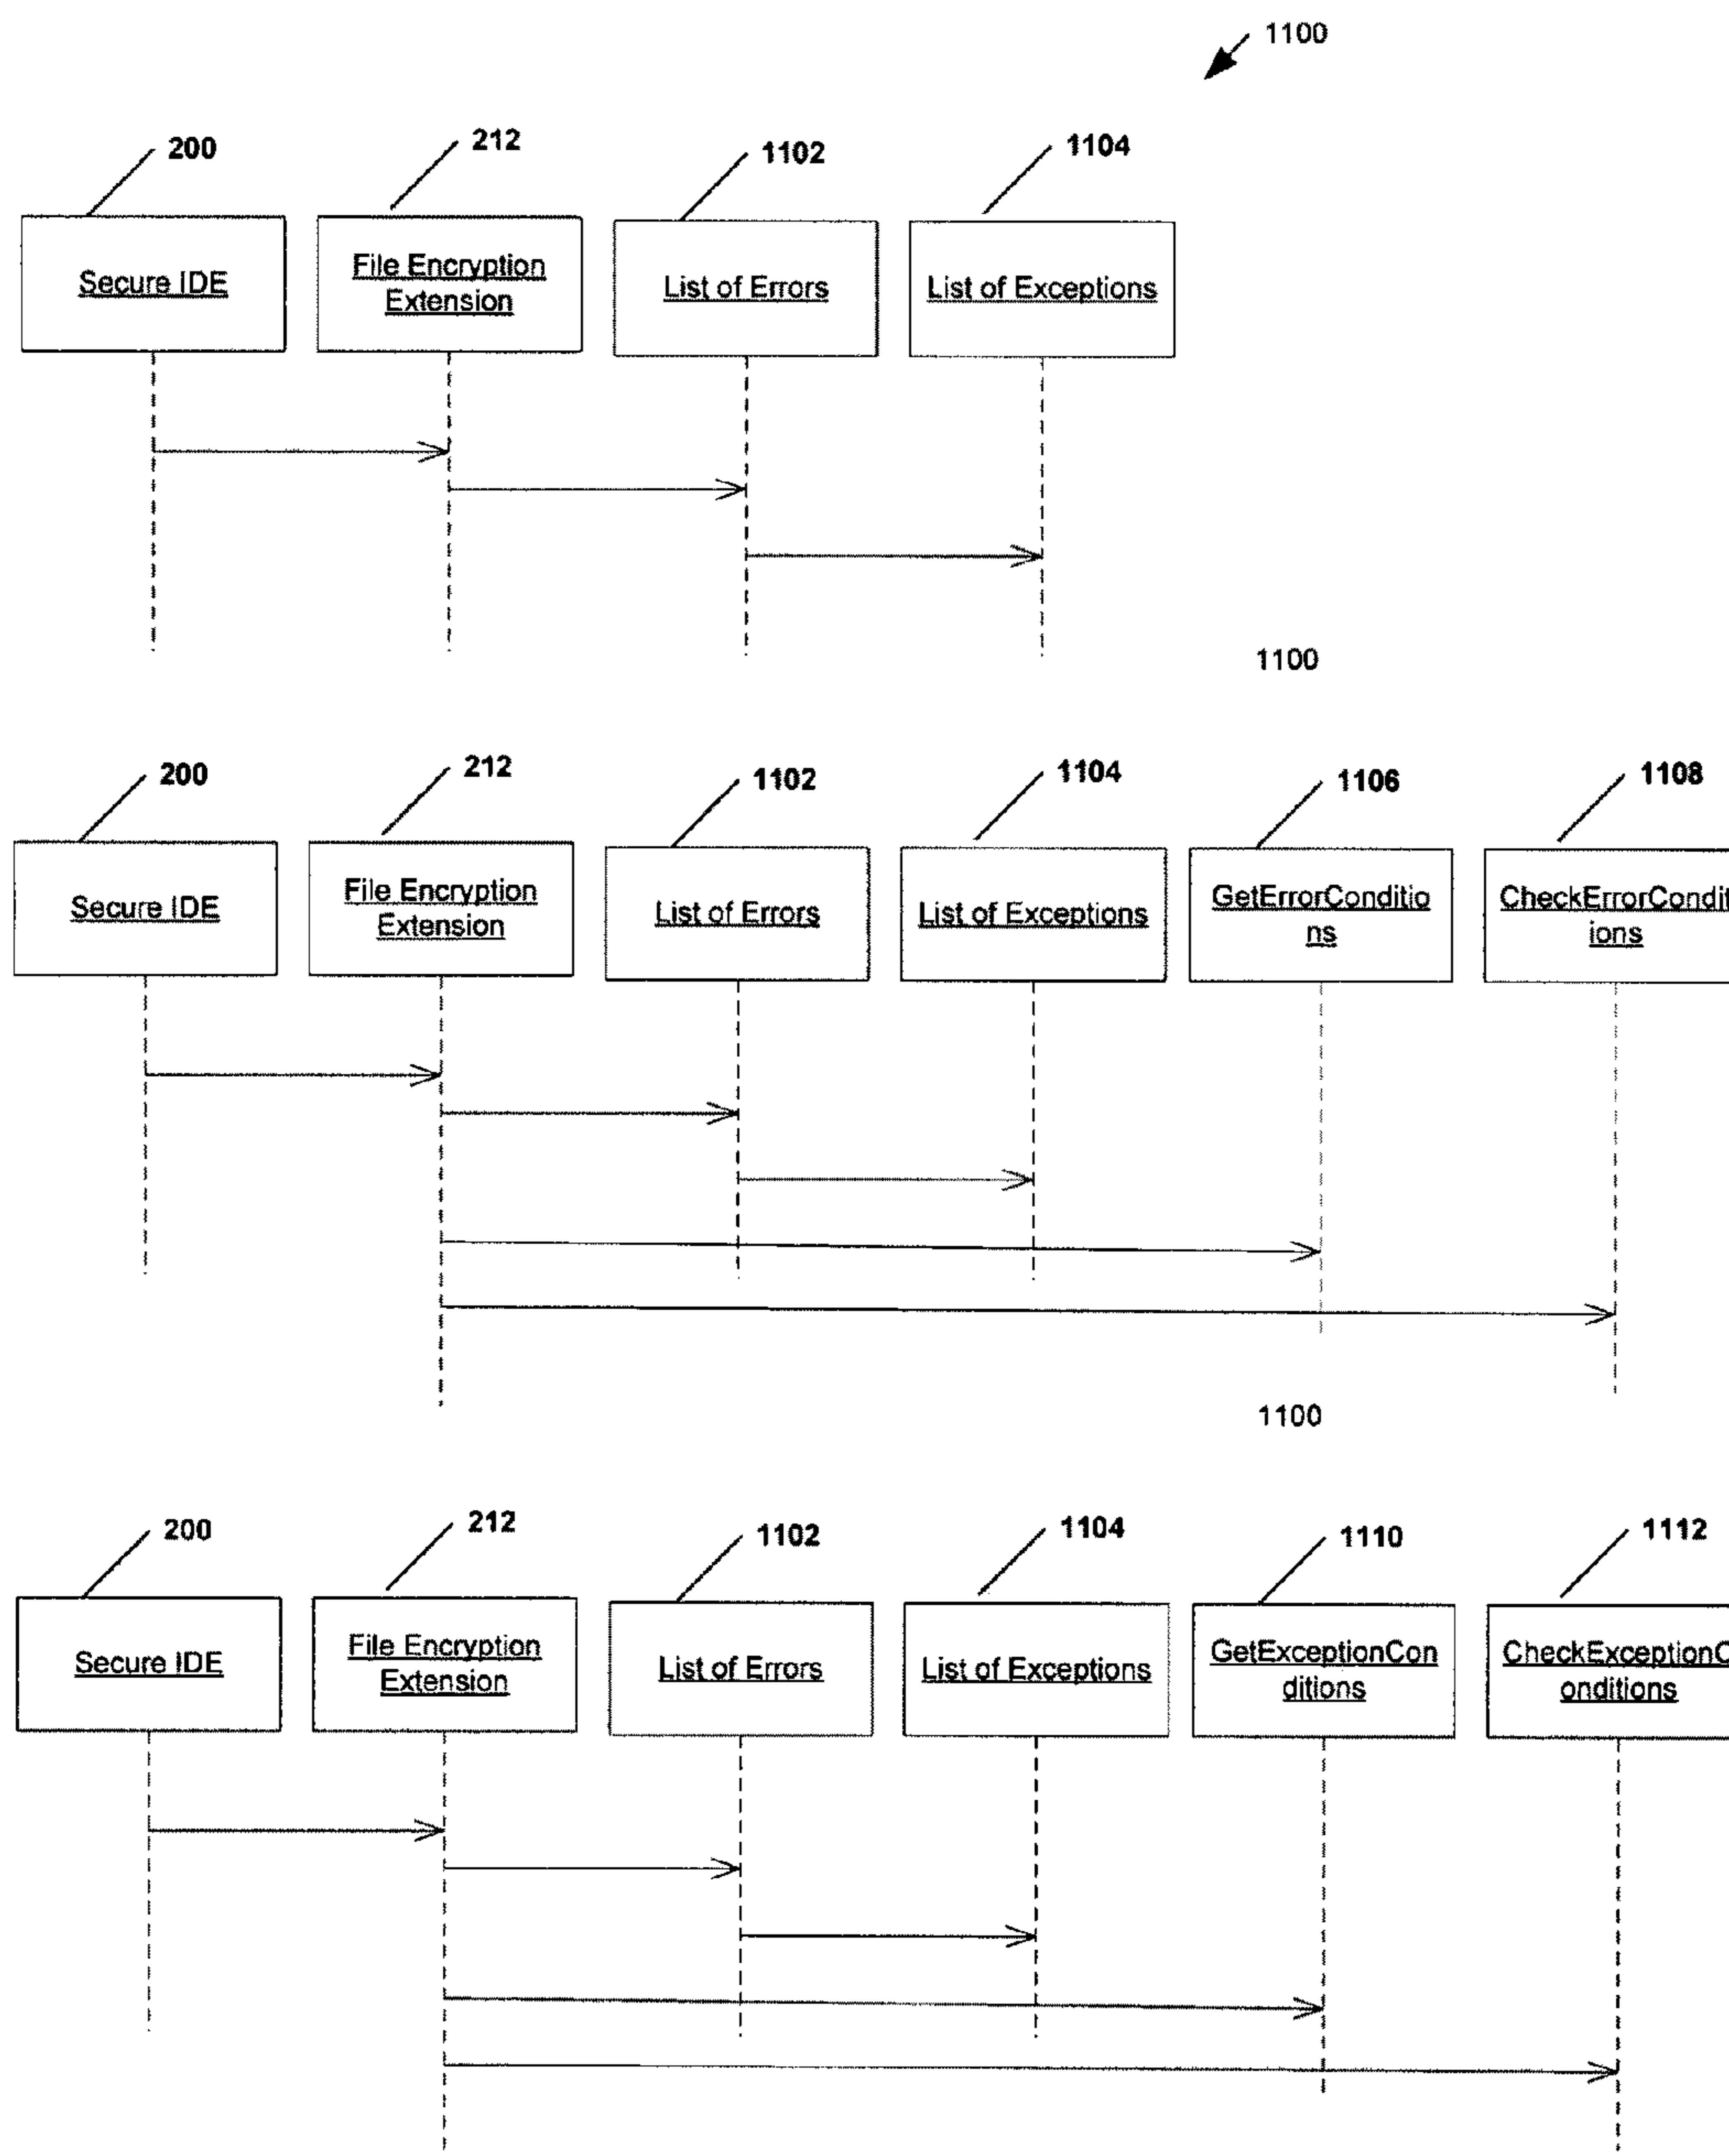 1100
200
212
1102
1104
Secure IDE
File Encryption
Extension
List of Errors
List of Exceptions
1100
200
212
1102
1104
1106
1108
Secure IDE
File Encryption
Extension
List of Errors
List of Exceptions
GetErrorConditio
ns
CheckErrorCondit
ions
1100
200
212
1102
1104
1110
1112
Secure IDE
File Encryption
Extension
List of Errors
List of Exceptions
GetExceptionCon
ditions
CheckExceptionC
onditions